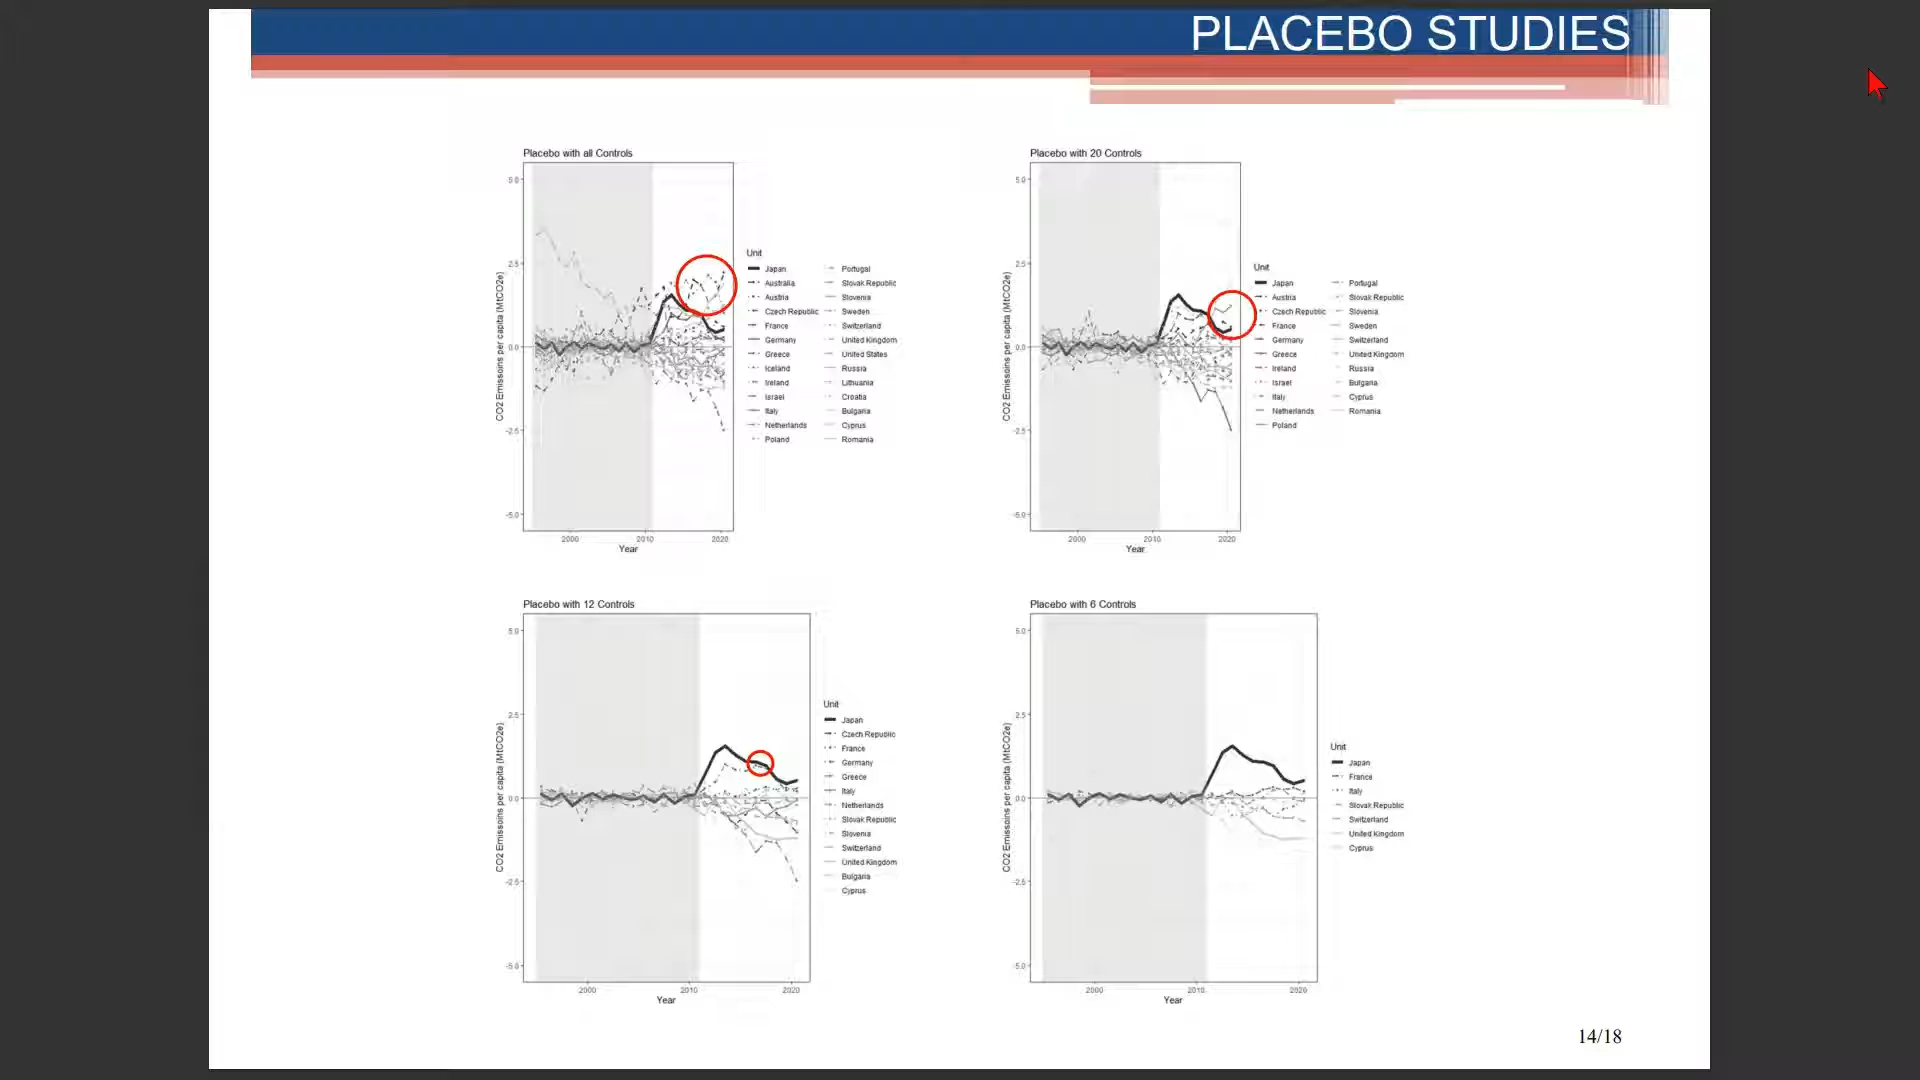 PLACEBO STUDIES
Placebo with all Controls
5.0
2.5
0.0
-2.5
-5.0
CO2 Emissoins per capita (MtCO2e)
2000 2010 2020
Year
Unit
Japan Portugal
Australia Slovak Republic
Austria Slovenia
Czech Republic Sweden
France Switzerland
Germany United Kingdom
Greece United States
Iceland Russia
Ireland Lithuania
Israel Croatia
Italy Bulgaria
Netherlands Cyprus
Poland Romania
Placebo with 20 Controls
5.0
2.5
0.0
-2.5
-5.0
CO2 Emissoins per capita (MtCO2e)
2000 2010 2020
Year
Unit
Japan Portugal
Austria Slovak Republic
Czech Republic Slovenia
France Sweden
Germany Switzerland
Greece United Kingdom
Ireland Russia
Israel Bulgaria
Italy Cyprus
Netherlands Romania
Poland
Placebo with 12 Controls
5.0
2.5
0.0
-2.5
-5.0
CO2 Emissoins per capita (MtCO2e)
2000 2010 2020
Year
Unit
Japan
Czech Republic
France
Germany
Greece
Italy
Netherlands
Slovak Republic
Slovenia
Switzerland
United Kingdom
Bulgaria
Cyprus
Placebo with 6 Controls
5.0
2.5
0.0
-2.5
-5.0
CO2 Emissoins per capita (MtCO2e)
2000 2010 2020
Year
Unit
Japan
France
Italy
Slovak Republic
Switzerland
United Kingdom
Cyprus
14/18